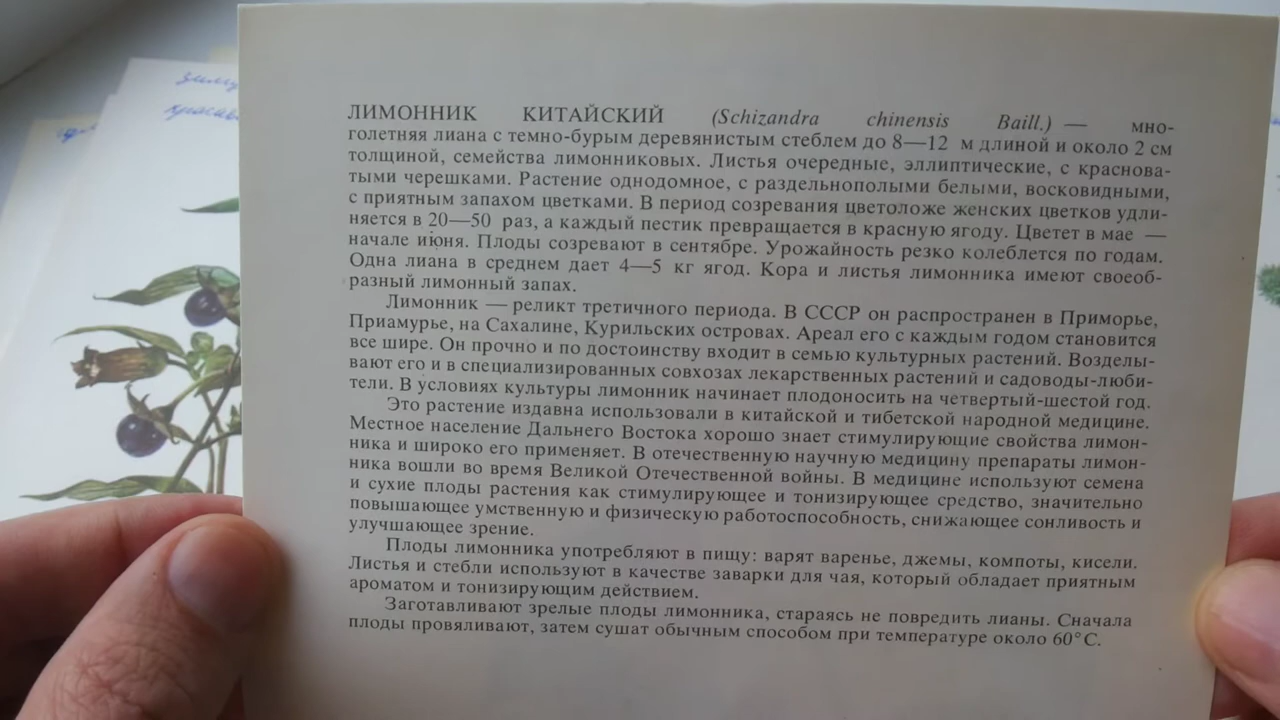 ЛИМОННИК КИТАЙСКИЙ (Schizandra chinensis Baill.) — мно-
голетняя лиана с темно-бурым деревянистым стеблем до 8—12 м длиной и около 2 см
толщиной, семейства лимонниковых. Листья очередные, эллиптические, с краснова-
тыми черешками. Растение однодомное, с раздельнополыми белыми, восковидными,
с приятным запахом цветками. В период созревания цветоложе женских цветков удли-
няется в 20—50 раз, а каждый пестик превращается в красную ягоду. Цветет в мае —
начале июня. Плоды созревают в сентябре. Урожайность резко колеблется по годам.
Одна лиана в среднем дает 4—5 кг ягод. Кора и листья лимонника имеют своеоб-
разный лимонный запах.
Лимонник — реликт третичного периода. В СССР он распространен в Приморье,
Приамурье, на Сахалине, Курильских островах. Ареал его с каждым годом становится
все шире. Он прочно и по достоинству входит в семью культурных растений. Возделы-
вают его и в специализированных совхозах лекарственных растений и садоводы-люби-
тели. В условиях культуры лимонник начинает плодоносить на четвертый-шестой год.
Это растение издавна использовали в китайской и тибетской народной медицине.
Местное население Дальнего Востока хорошо знает стимулирующие свойства лимон-
ника и широко его применяет. В отечественную научную медицину препараты лимон-
ника вошли во время Великой Отечественной войны. В медицине используют семена
и сухие плоды растения как стимулирующее и тонизирующее средство, значительно
повышающее умственную и физическую работоспособность, снижающее сонливость и
улучшающее зрение.
Плоды лимонника употребляют в пищу: варят варенье, джемы, компоты, кисели.
Листья и стебли используют в качестве заварки для чая, который обладает приятным
ароматом и тонизирующим действием.
Заготавливают зрелые плоды лимонника, стараясь не повредить лианы. Сначала
плоды провяливают, затем сушат обычным способом при температуре около 60°С.